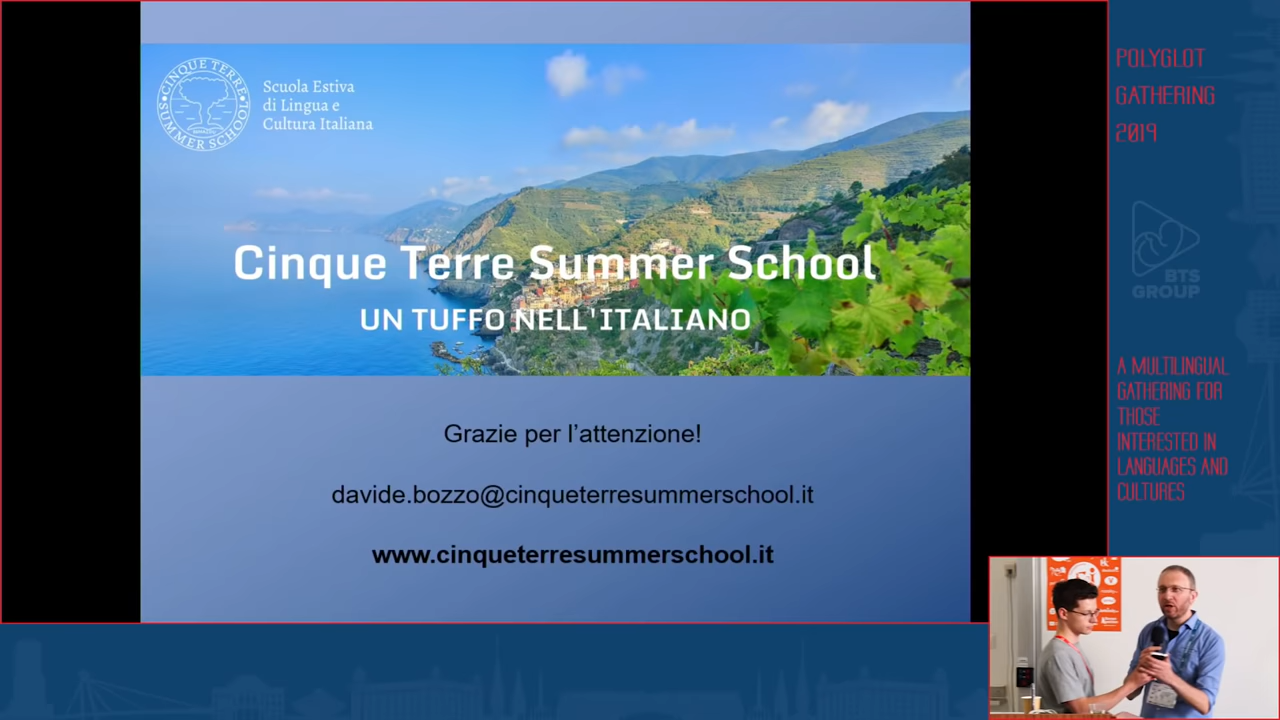 CINQUE TERRE
SUMMER SCHOOL
Scuola Estiva
di Lingua e
Cultura Italiana
Cinque Terre Summer School
UN TUFFO NELL'ITALIANO
Grazie per l’attenzione!
davide.bozzo@cinqueterresummerschool.it
www.cinqueterresummerschool.it
POLYGLOT
GATHERING
2019
BTS
GROUP
A MULTILINGUAL
GATHERING FOR
THOSE
INTERESTED IN
LANGUAGES AND
CULTURES